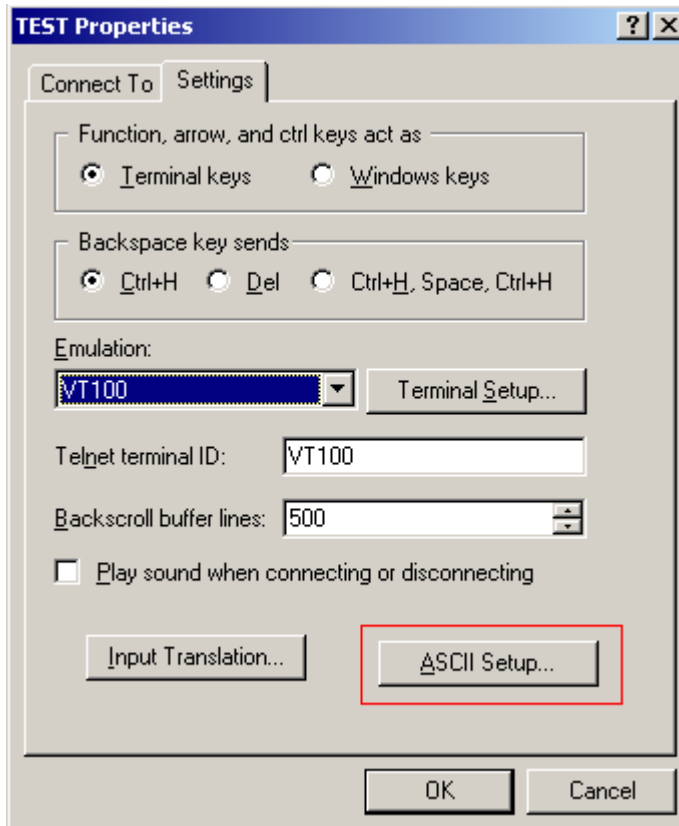 TEST Properties
Connect To Settings
Function, arrow, and ctrl keys act as
Terminal keys Windows keys
Backspace key sends
Ctrl+H Del Ctrl+H, Space, Ctrl+H
Emulation:
VT100 Terminal Setup...
Telnet terminal ID: VT100
Backscroll buffer lines: 500
Play sound when connecting or disconnecting
Input Translation... ASCII Setup...
OK Cancel